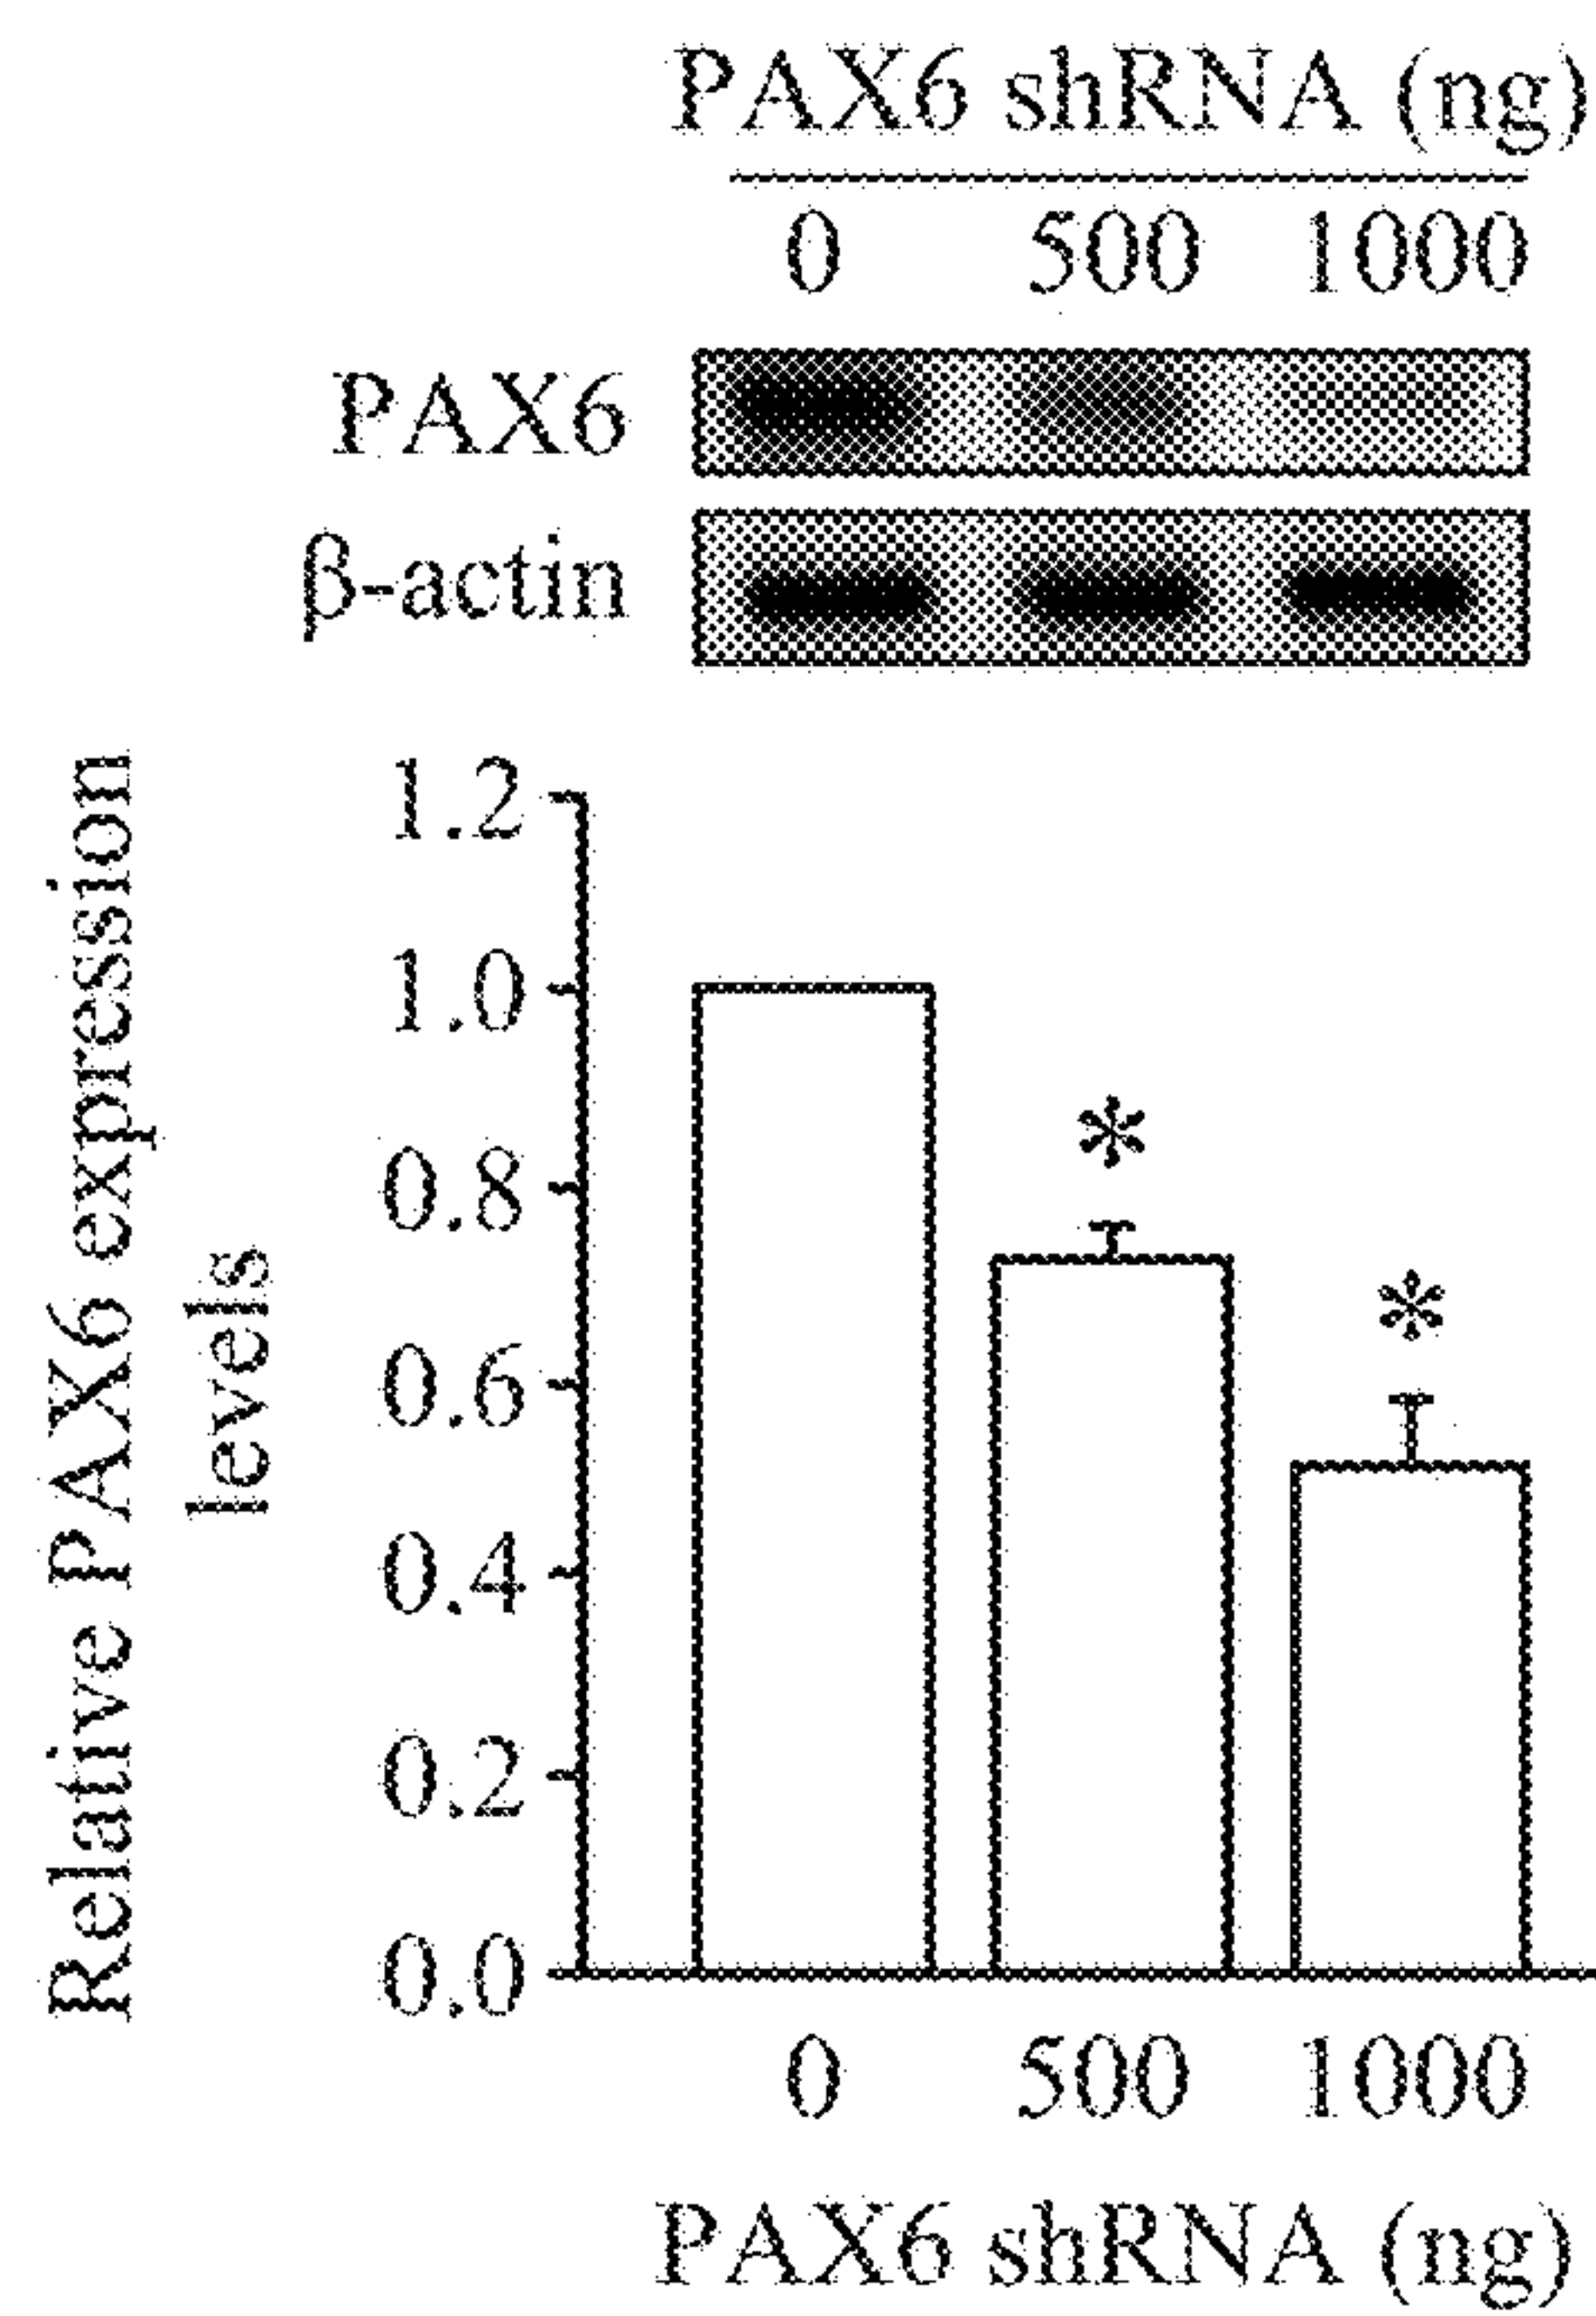 PAX6 shRNA (ng)
0 500 1000
PAX6
β-actin
Relative PAX6 expression
levels
1.2
1.0
0.8
0.6
0.4
0.2
0.0
*
*
0 500 1000
PAX6 shRNA (ng)